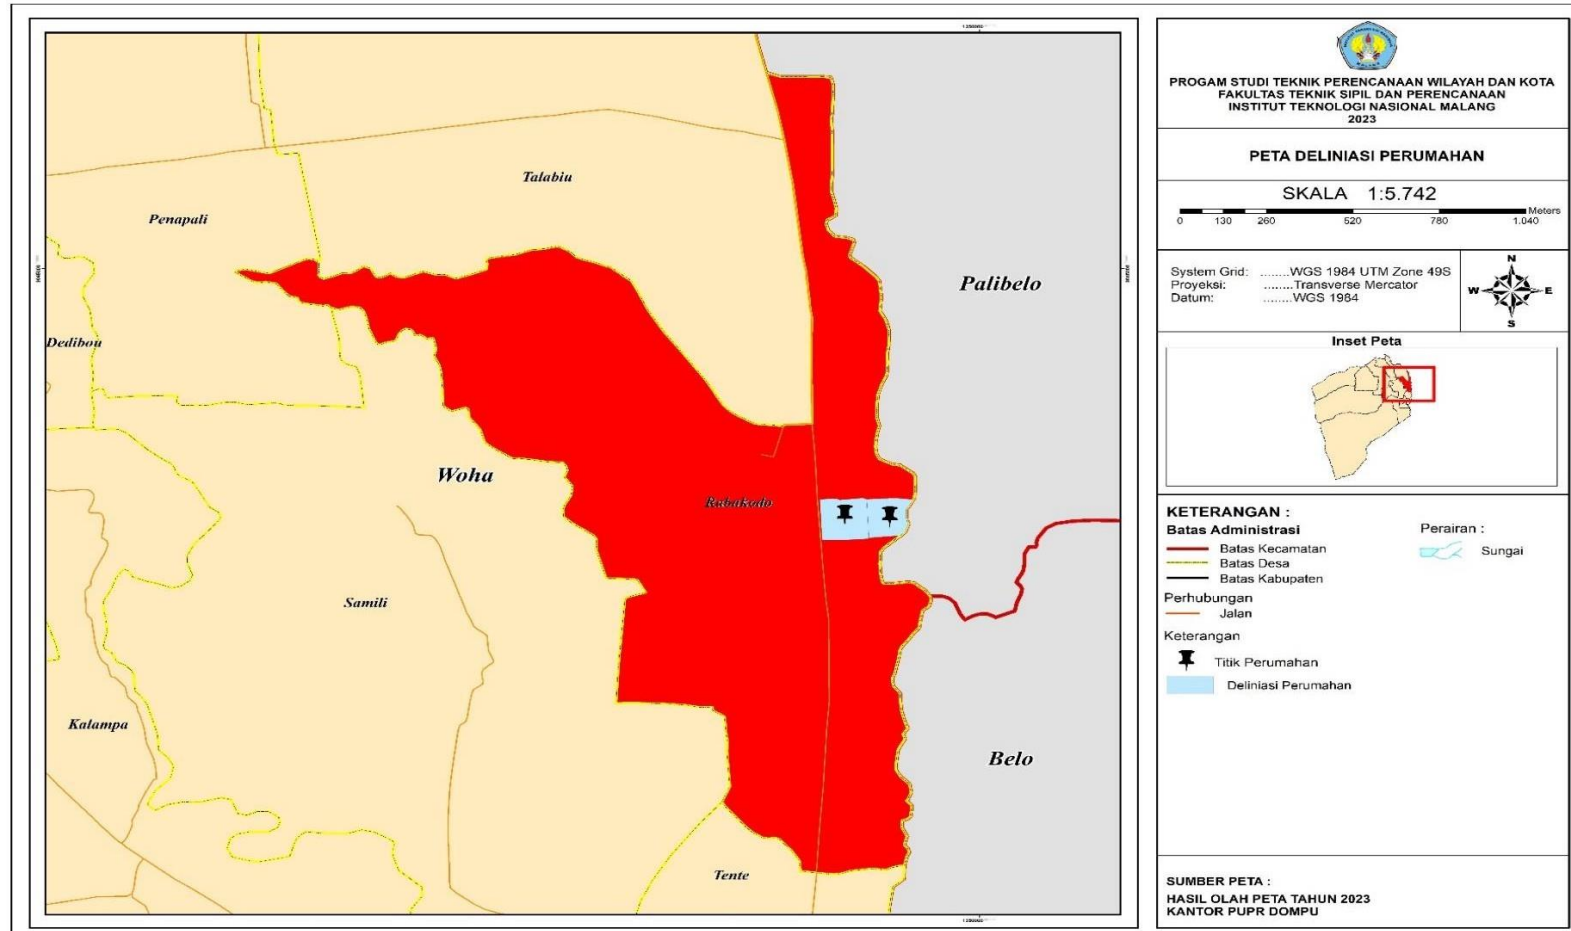 Talabiu
Penapali
Palibelo
Dedibou
Woha
Samili
Kalampa
Belo
Tente
PROGAM STUDI TEKNIK PERENCANAAN WILAYAH DAN KOTA
FAKULTAS TEKNIK SIPIL DAN PERENCANAAN
INSTITUT TEKNOLOGI NASIONAL MALANG
2023
PETA DELINIASI PERUMAHAN
SKALA 1:5.742
0 130 260 520 780 1.040 Meters
System Grid: ........WGS 1984 UTM Zone 49S
Proyeksi: ........Transverse Mercator
Datum: ........WGS 1984
N
W E
S
Inset Peta
KETERANGAN :
Batas Administrasi
Batas Kecamatan
Batas Desa
Batas Kabupaten
Perhubungan
Jalan
Keterangan
Titik Perumahan
Deliniasi Perumahan
Perairan :
Sungai
SUMBER PETA :
HASIL OLAH PETA TAHUN 2023
KANTOR PUPR DOMPU